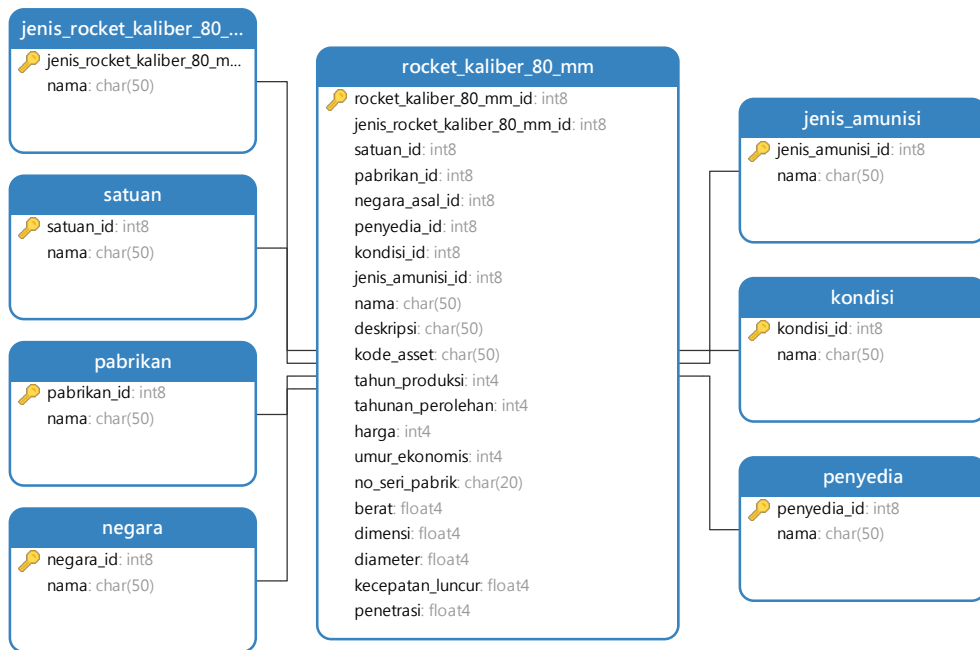 jenis_rocket_kaliber_80_...
jenis_rocket_kaliber_80_m...
nama: char(50)
satuan
satuan_id: int8
nama: char(50)
pabrikan
pabrikan_id: int8
nama: char(50)
negara
negara_id: int8
nama: char(50)
rocket_kaliber_80_mm
rocket_kaliber_80_mm_id: int8
jenis_rocket_kaliber_80_mm_id: int8
satuan_id: int8
pabrikan_id: int8
negara_asal_id: int8
penyedia_id: int8
kondisi_id: int8
jenis_amunisi_id: int8
nama: char(50)
deskripsi: char(50)
kode_asset: char(50)
tahun_produksi: int4
tahunan_perolehan: int4
harga: int4
umur_ekonomis: int4
no_seri_pabrik: char(20)
berat: float4
dimensi: float4
diameter: float4
kecepatan_luncur: float4
penetrasi: float4
jenis_amunisi
jenis_amunisi_id: int8
nama: char(50)
kondisi
kondisi_id: int8
nama: char(50)
penyedia
penyedia_id: int8
nama: char(50)